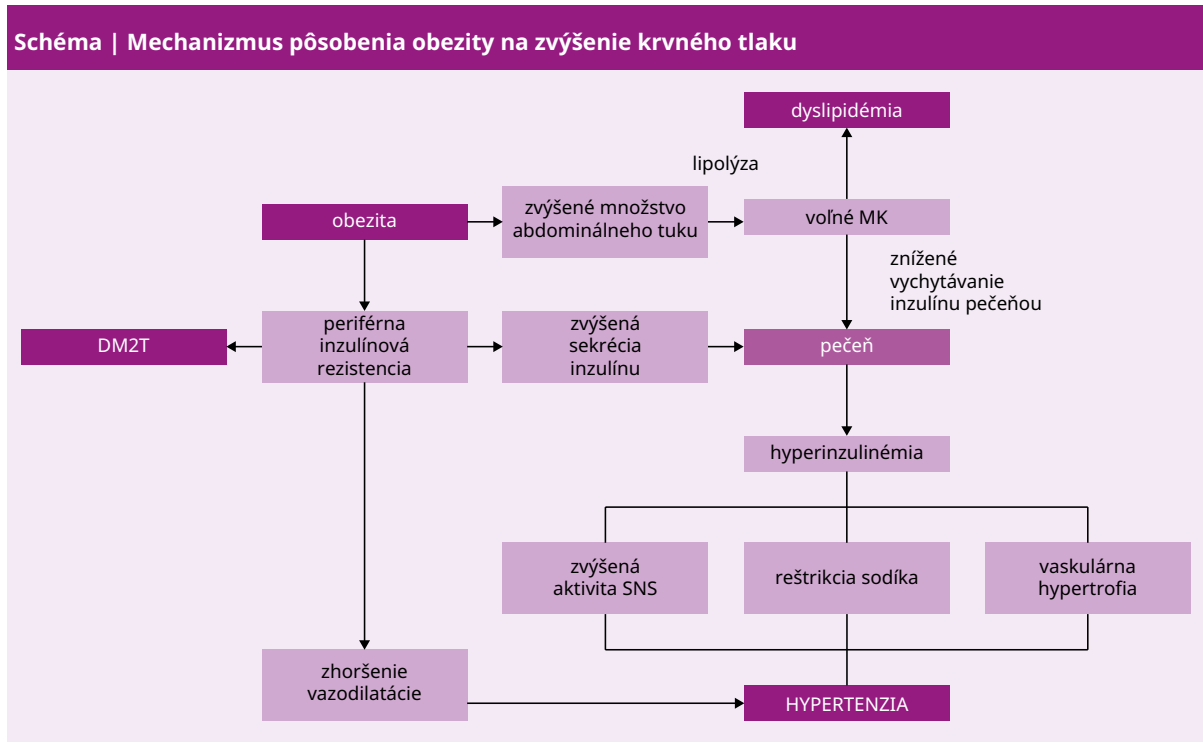 Schéma | Mechanizmus pôsobenia obezity na zvýšenie krvného tlaku
dyslipidémia
lipolýza
obezita
zvýšené množstvo
abdominálneho tuku
voľné MK
znížené
vychytávanie
inzulínu pečeňou
DM2T
periférna
inzulínová
rezistencia
zvýšená
sekrécia
inzulínu
pečeň
hyperinzulinémia
zvýšená
aktivita SNS
reštrikcia sodíka
vaskulárna
hypertrofia
zhoršenie
vazodilatácie
HYPERTENZIA